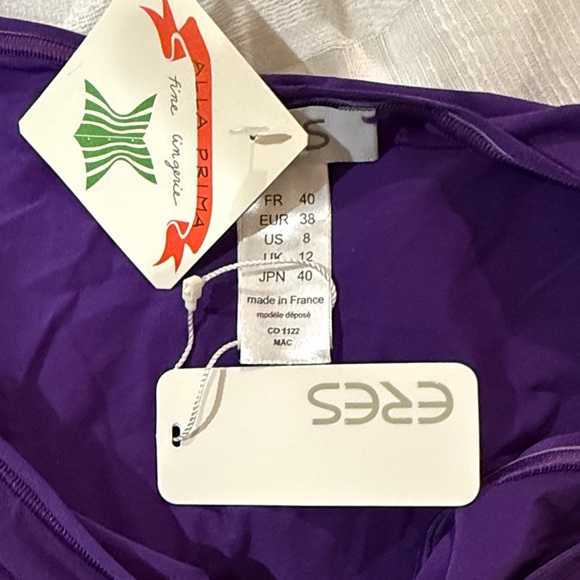 ALLA PRIMA
fine lingerie
S
FR 40
EUR 38
US 8
UK 12
JPN 40
made in France
modèle déposé
CO 1122
MAC
ERES